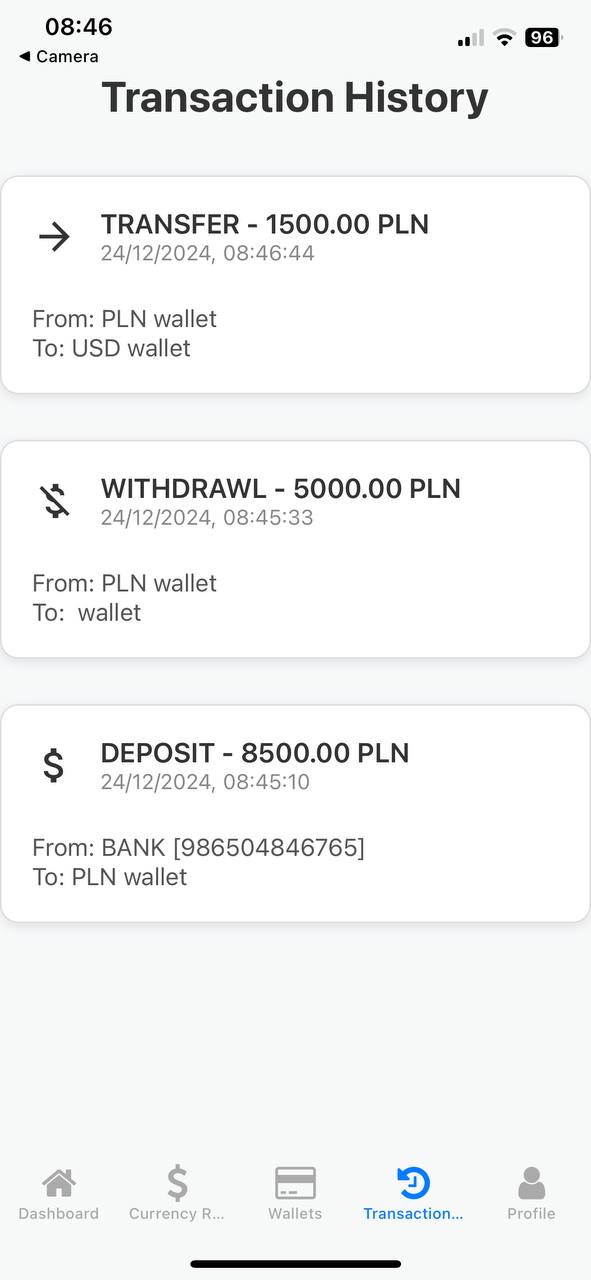 08:46
96
◀ Camera
Transaction History
TRANSFER - 1500.00 PLN
24/12/2024, 08:46:44
From: PLN wallet
To: USD wallet
WITHDRAWL - 5000.00 PLN
24/12/2024, 08:45:33
From: PLN wallet
To:  wallet
DEPOSIT - 8500.00 PLN
24/12/2024, 08:45:10
From: BANK [986504846765]
To: PLN wallet
Dashboard
Currency R...
Wallets
Transaction...
Profile